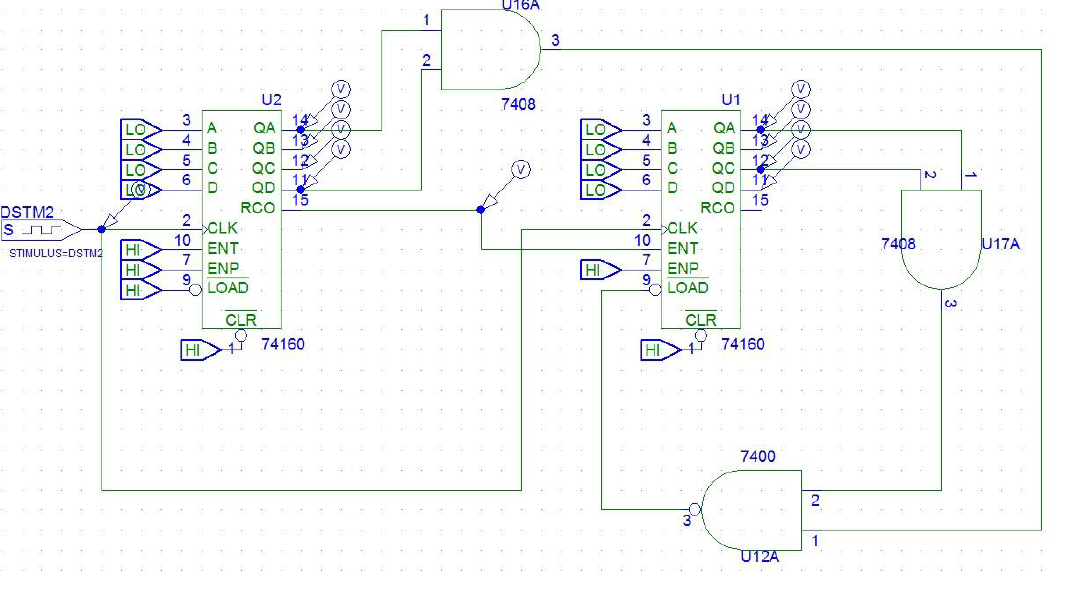 U16A
1
2
3
7408
U2
3 A QA 14
4 B QB 13
5 C QC 12
6 D QD 11
RCO 15
2 CLK
10 ENT
7 ENP
9 LOAD
CLR
1
74160
LO
LO
LO
LO
HI
HI
HI
HI
V
V
V
V
V
V
DSTM2
S
STIMULUS=DSTM2
U1
3 A QA 14
4 B QB 13
5 C QC 12
6 D QD 11
RCO 15
2 CLK
10 ENT
7 ENP
9 LOAD
CLR
1
74160
LO
LO
LO
LO
HI
HI
V
V
V
V
2
1
7408
U17A
3
7400
2
3
1
U12A